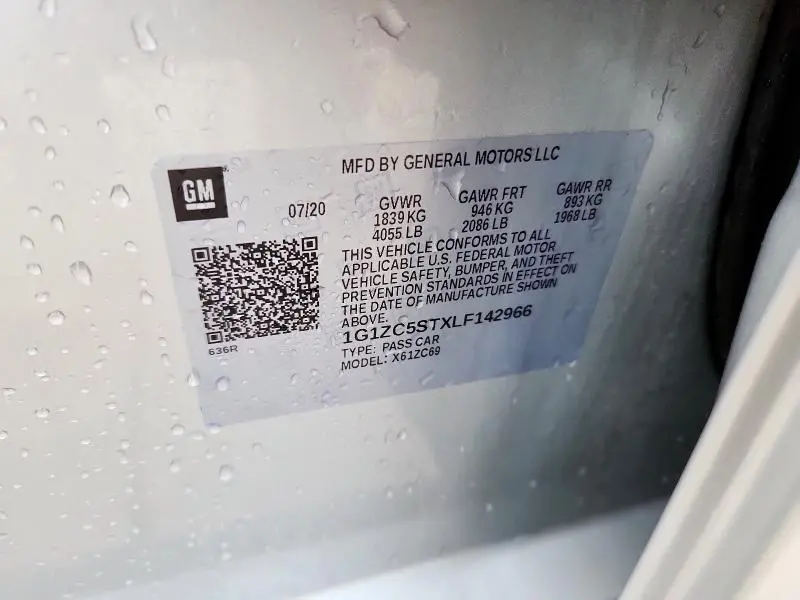 MFD BY GENERAL MOTORS LLC
GM
07/20
GVWR
1839 KG
4055 LB
GAWR FRT
946 KG
2086 LB
GAWR RR
893 KG
1968 LB
THIS VEHICLE CONFORMS TO ALL
APPLICABLE U.S. FEDERAL MOTOR
VEHICLE SAFETY, BUMPER, AND THEFT
PREVENTION STANDARDS IN EFFECT ON
THE DATE OF MANUFACTURE SHOWN
ABOVE.
1G1ZC5STXLF142966
TYPE: PASS CAR
MODEL: X61ZC69
636R